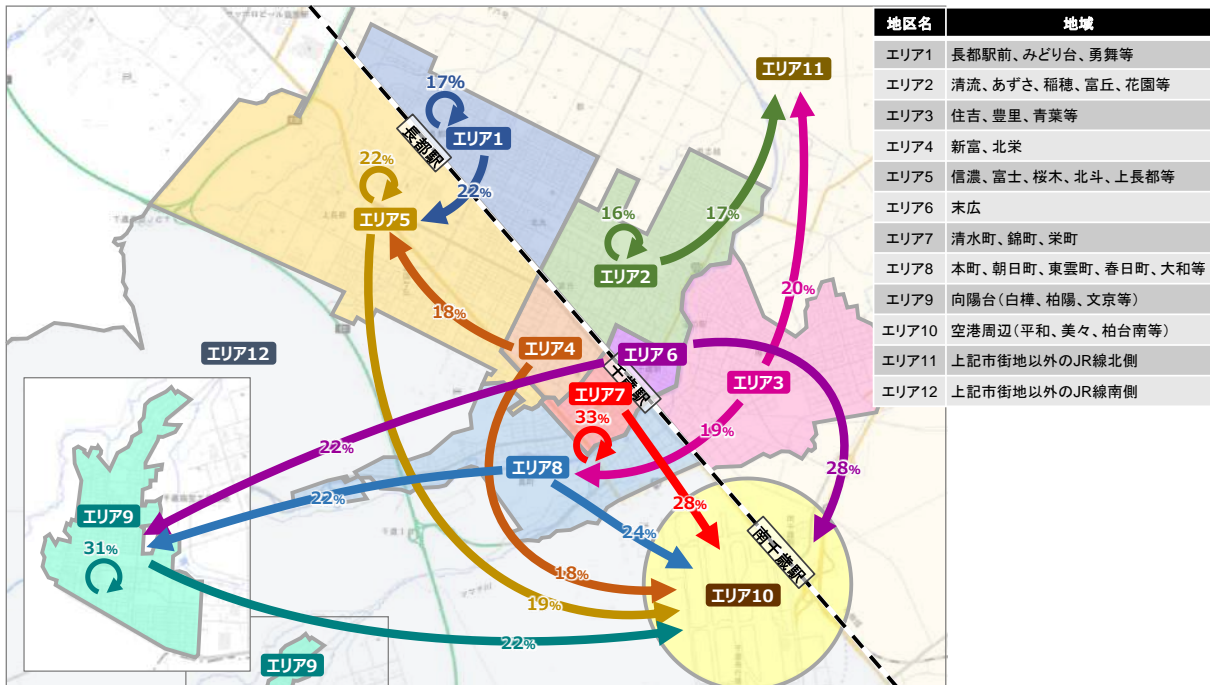 エリア11
17%
エリア1
長都駅
22%
22%
エリア5
16%
17%
エリア2
20%
18%
エリア12
エリア4
エリア6
千歳駅
エリア3
エリア7
33%
19%
22%
28%
エリア8
22%
28%
エリア9
24%
31%
南千歳駅
18%
エリア10
19%
22%
エリア9
地区名 地域
エリア1 長都駅前、みどり台、勇舞等
エリア2 清流、あずさ、稲穂、富丘、花園等
エリア3 住吉、豊里、青葉等
エリア4 新富、北栄
エリア5 信濃、富士、桜木、北斗、上長都等
エリア6 末広
エリア7 清水町、錦町、栄町
エリア8 本町、朝日町、東雲町、春日町、大和等
エリア9 向陽台(白樺、柏陽、文京等)
エリア10 空港周辺(平和、美々、柏台南等)
エリア11 上記市街地以外のJR線北側
エリア12 上記市街地以外のJR線南側